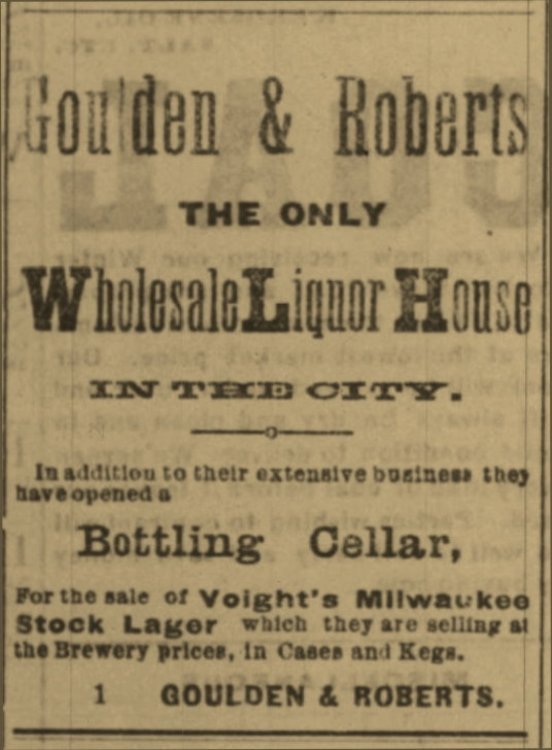 Goulden & Roberts
THE ONLY
Wholesale Liquor House
IN THE CITY.
In addition to their extensive business they
have opened a
Bottling Cellar,
For the sale of Voight's Milwaukee
Stock Lager which they are selling at
the Brewery prices, in Cases and Kegs.
1 GOULDEN & ROBERTS.